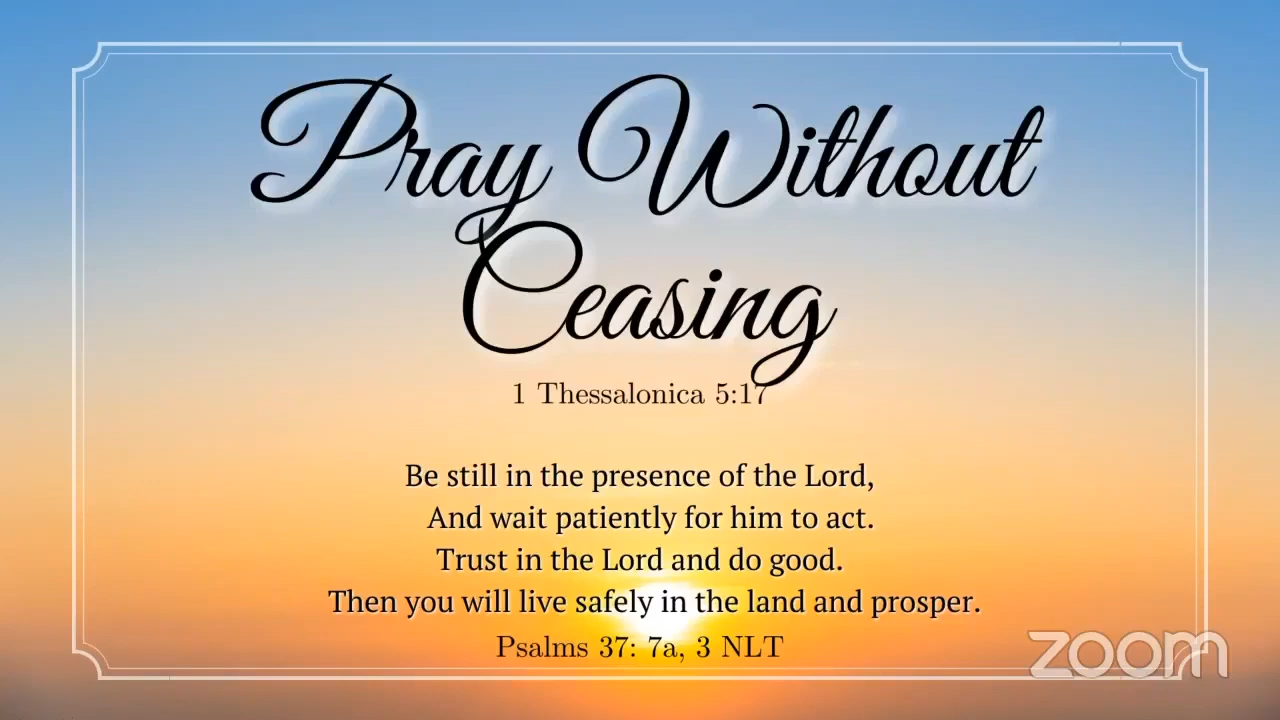 Pray Without
Ceasing
1 Thessalonica 5:17
Be still in the presence of the Lord,
And wait patiently for him to act.
Trust in the Lord and do good.
Then you will live safely in the land and prosper.
Psalms 37: 7a, 3 NLT
zoom